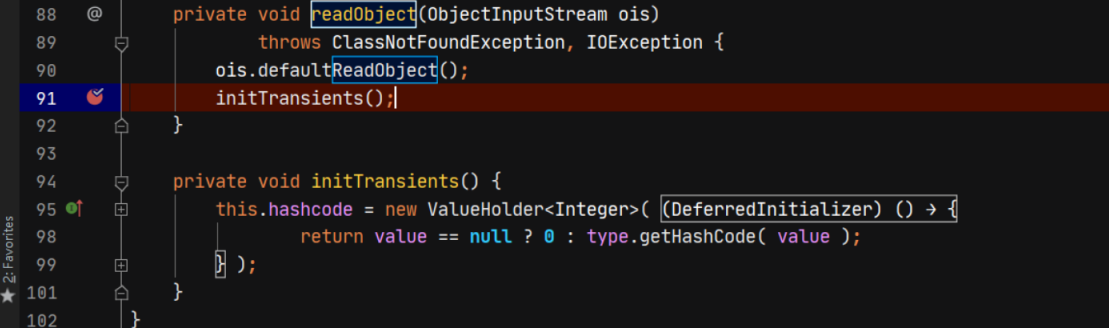 88 @ private void readObject(ObjectInputStream ois)
89 throws ClassNotFoundException, IOException {
90 ois.defaultReadObject();
91 initTransients();
92 }
93
94 private void initTransients() {
95 this.hashcode = new ValueHolder<Integer>( (DeferredInitializer) () → {
98 return value == null ? 0 : type.getHashCode( value );
99 } );
101 }
102 }
2: Favorites